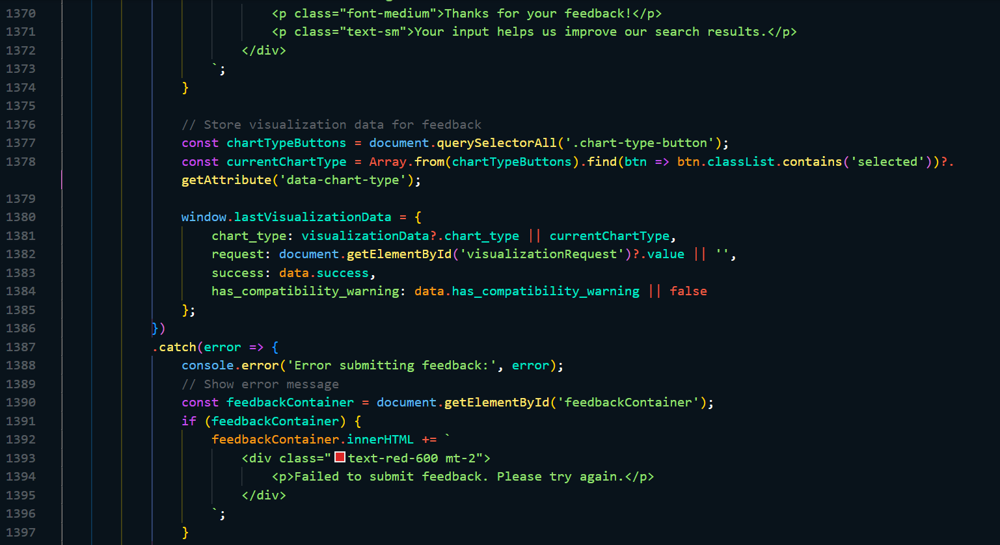 1370 <p class="font-medium">Thanks for your feedback!</p>
1371 <p class="text-sm">Your input helps us improve our search results.</p>
1372 </div>
1373 `;
1374 }
1375
1376 // Store visualization data for feedback
1377 const chartTypeButtons = document.querySelectorAll('.chart-type-button');
1378 const currentChartType = Array.from(chartTypeButtons).find(btn => btn.classList.contains('selected'))?.
getAttribute('data-chart-type');
1379
1380 window.lastVisualizationData = {
1381 chart_type: visualizationData?.chart_type || currentChartType,
1382 request: document.getElementById('visualizationRequest')?.value || '',
1383 success: data.success,
1384 has_compatibility_warning: data.has_compatibility_warning || false
1385 };
1386 })
1387 .catch(error => {
1388 console.error('Error submitting feedback:', error);
1389 // Show error message
1390 const feedbackContainer = document.getElementById('feedbackContainer');
1391 if (feedbackContainer) {
1392 feedbackContainer.innerHTML += `
1393 <div class="text-red-600 mt-2">
1394 <p>Failed to submit feedback. Please try again.</p>
1395 </div>
1396 `;
1397 }